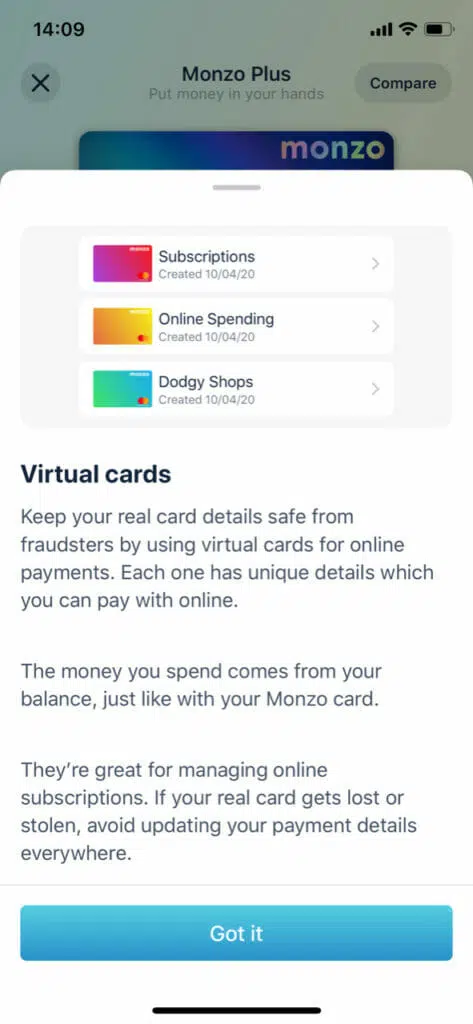 14:09
Monzo Plus
Put money in your hands
Compare
monzo
monzo
Subscriptions
Created 10/04/20
monzo
Online Spending
Created 10/04/20
monzo
Dodgy Shops
Created 10/04/20
Virtual cards
Keep your real card details safe from
fraudsters by using virtual cards for online
payments. Each one has unique details which
you can pay with online.
The money you spend comes from your
balance, just like with your Monzo card.
They’re great for managing online
subscriptions. If your real card gets lost or
stolen, avoid updating your payment details
everywhere.
Got it